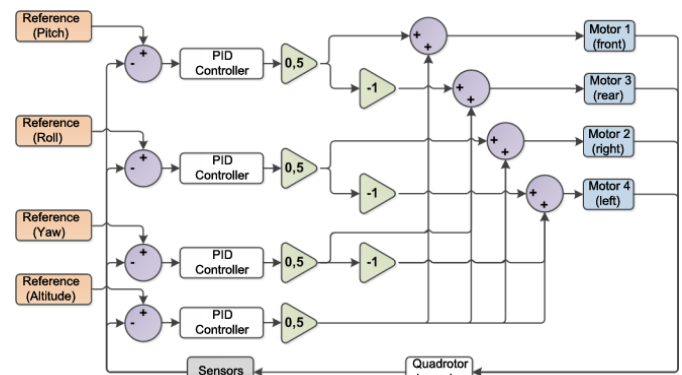 Reference
(Pitch)
+
-
PID
Controller
0,5
-1
+
+
Motor 1
(front)
+
+
Motor 3
(rear)
Reference
(Roll)
+
-
PID
Controller
0,5
-1
+
+
Motor 2
(right)
+
+
Motor 4
(left)
Reference
(Yaw)
+
-
PID
Controller
0,5
-1
Reference
(Altitude)
+
-
PID
Controller
0,5
Sensors
Quadrotor